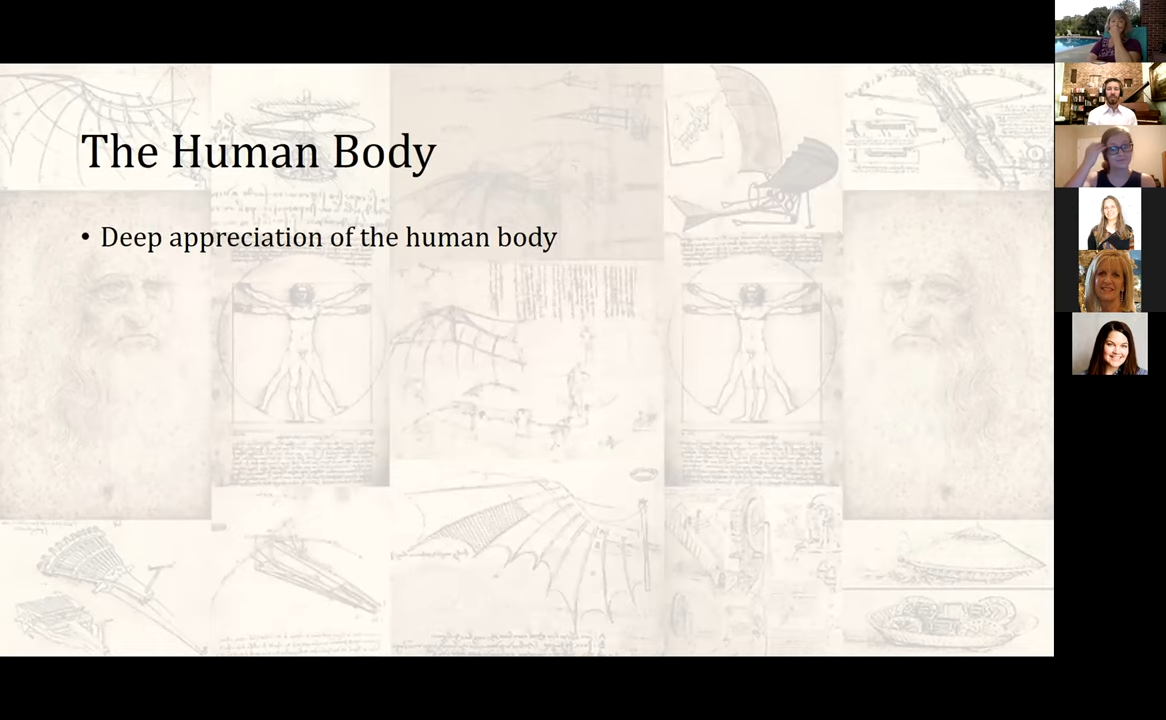 The Human Body
• Deep appreciation of the human body